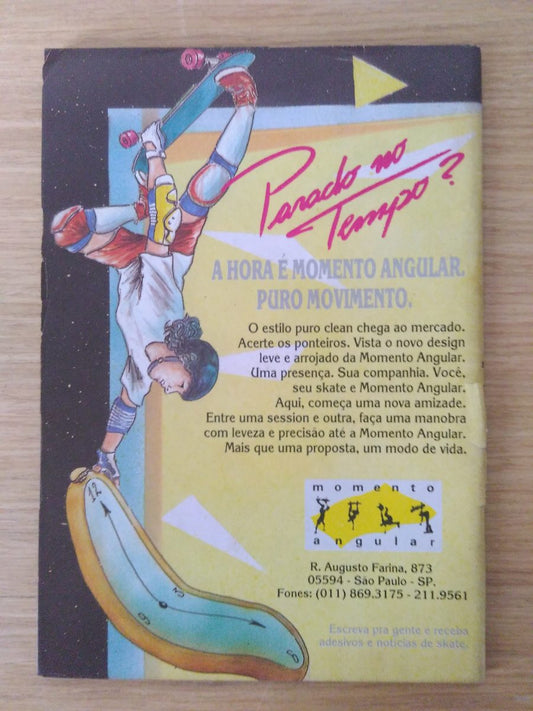 Parado no
Tempo?
A HORA É MOMENTO ANGULAR.
PURO MOVIMENTO.
O estilo puro clean chega ao mercado.
Acerte os ponteiros. Vista o novo design
leve e arrojado da Momento Angular.
Uma presença. Sua companhia. Você,
seu skate e Momento Angular.
Aqui, começa uma nova amizade.
Entre uma session e outra, faça uma manobra
com leveza e precisão até a Momento Angular.
Mais que uma proposta, um modo de vida.
momento
angular
R. Augusto Farina, 873
05594 - São Paulo - SP.
Fones: (011) 869.3175 - 211.9561
Escreva pra gente e receba
adesivos e notícias de skate.
12
3
6
9